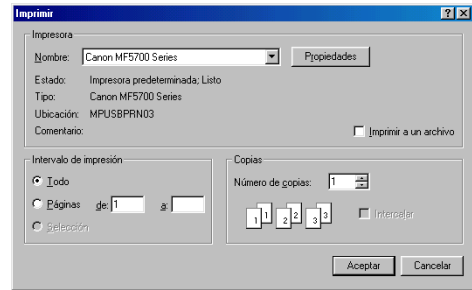 Imprimir
Impresora
Nombre: Canon MF5700 Series Propiedades
Estado: Impresora predeterminada; Listo
Tipo: Canon MF5700 Series
Ubicación: MPUSBPRN03
Comentario: Imprimir a un archivo
Intervalo de impresión
Todo
Páginas de: 1 a:
Selección
Copias
Número de copias: 1
1 1 2 2 3 3 Intercalar
Aceptar Cancelar